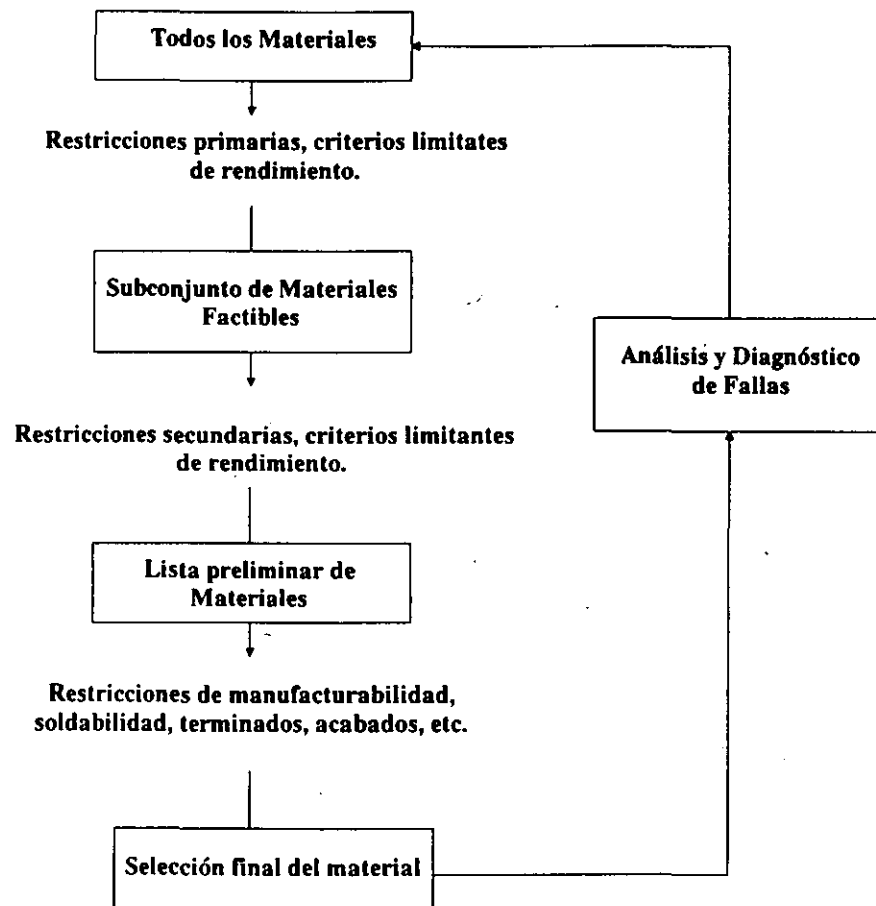 Todos los Materiales
Restricciones primarias, criterios limitates
de rendimiento.
Subconjunto de Materiales
Factibles
Análisis y Diagnóstico
de Fallas
Restricciones secundarias, criterios limitantes
de rendimiento.
Lista preliminar de
Materiales
Restricciones de manufacturabilidad,
soldabilidad, terminados, acabados, etc.
Selección final del material